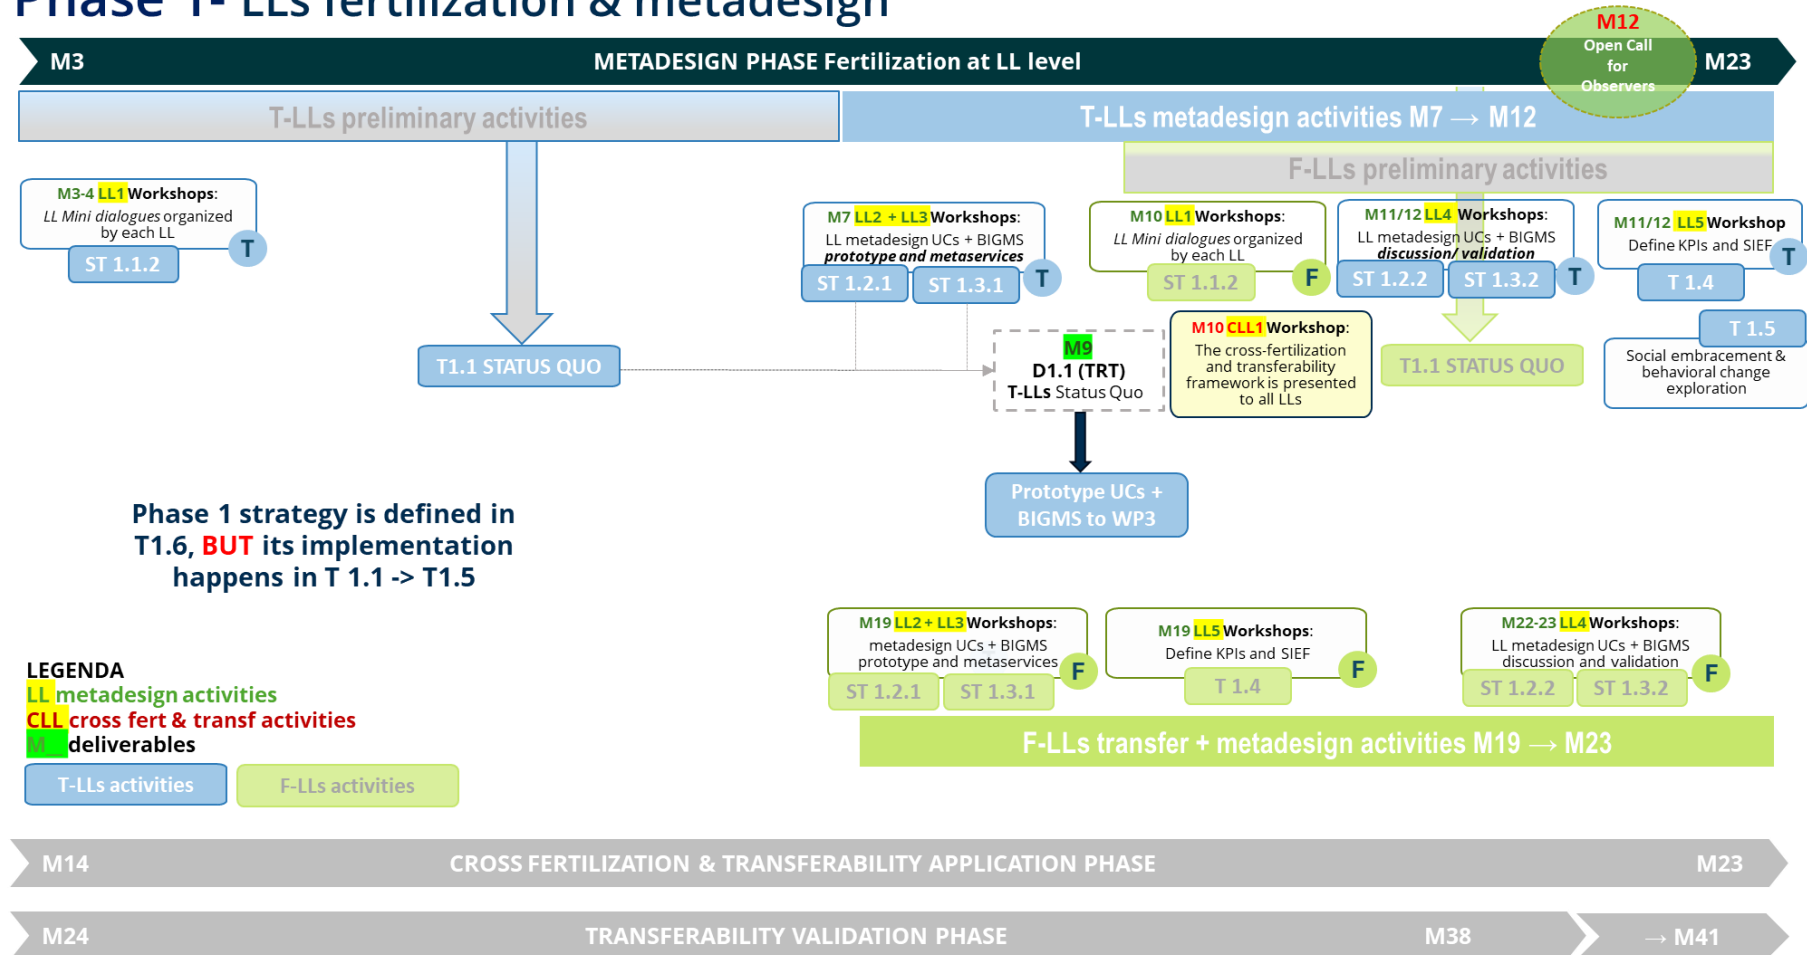 Phase 1- LLs fertilization & metadesign
M3
METADESIGN PHASE Fertilization at LL level
M12
Open Call
for
Observers
M23
T-LLs preliminary activities
T-LLs metadesign activities M7 → M12
F-LLs preliminary activities
M3-4 LL1 Workshops:
LL Mini dialogues organized
by each LL
T
ST 1.1.2
M7 LL2 + LL3 Workshops:
LL metadesign UCs + BIGMS
prototype and metaservices
ST 1.2.1
ST 1.3.1
T
M10 LL1 Workshops:
LL Mini dialogues organized
by each LL
ST 1.1.2
F
M11/12 LL4 Workshops:
LL metadesign UCs + BIGMS
discussion/ validation
ST 1.2.2
ST 1.3.2
T
M11/12 LL5 Workshop
Define KPIs and SIEF
T
T 1.4
T 1.5
Social embracement &
behavioral change
exploration
T1.1 STATUS QUO
M9
D1.1 (TRT)
T-LLs Status Quo
M10 CLL1 Workshop:
The cross-fertilization
and transferability
framework is presented
to all LLs
T1.1 STATUS QUO
Prototype UCs +
BIGMS to WP3
Phase 1 strategy is defined in
T1.6, BUT its implementation
happens in T 1.1 -> T1.5
M19 LL2 + LL3 Workshops:
metadesign UCs + BIGMS
prototype and metaservices
F
ST 1.2.1
ST 1.3.1
M19 LL5 Workshops:
Define KPIs and SIEF
F
T 1.4
M22-23 LL4 Workshops:
LL metadesign UCs + BIGMS
discussion and validation
F
ST 1.2.2
ST 1.3.2
F-LLs transfer + metadesign activities M19 → M23
LEGENDA
LL metadesign activities
CLL cross fert & transf activities
M__ deliverables
T-LLs activities
F-LLs activities
M14
CROSS FERTILIZATION & TRANSFERABILITY APPLICATION PHASE
M23
M24
TRANSFERABILITY VALIDATION PHASE
M38
→ M41